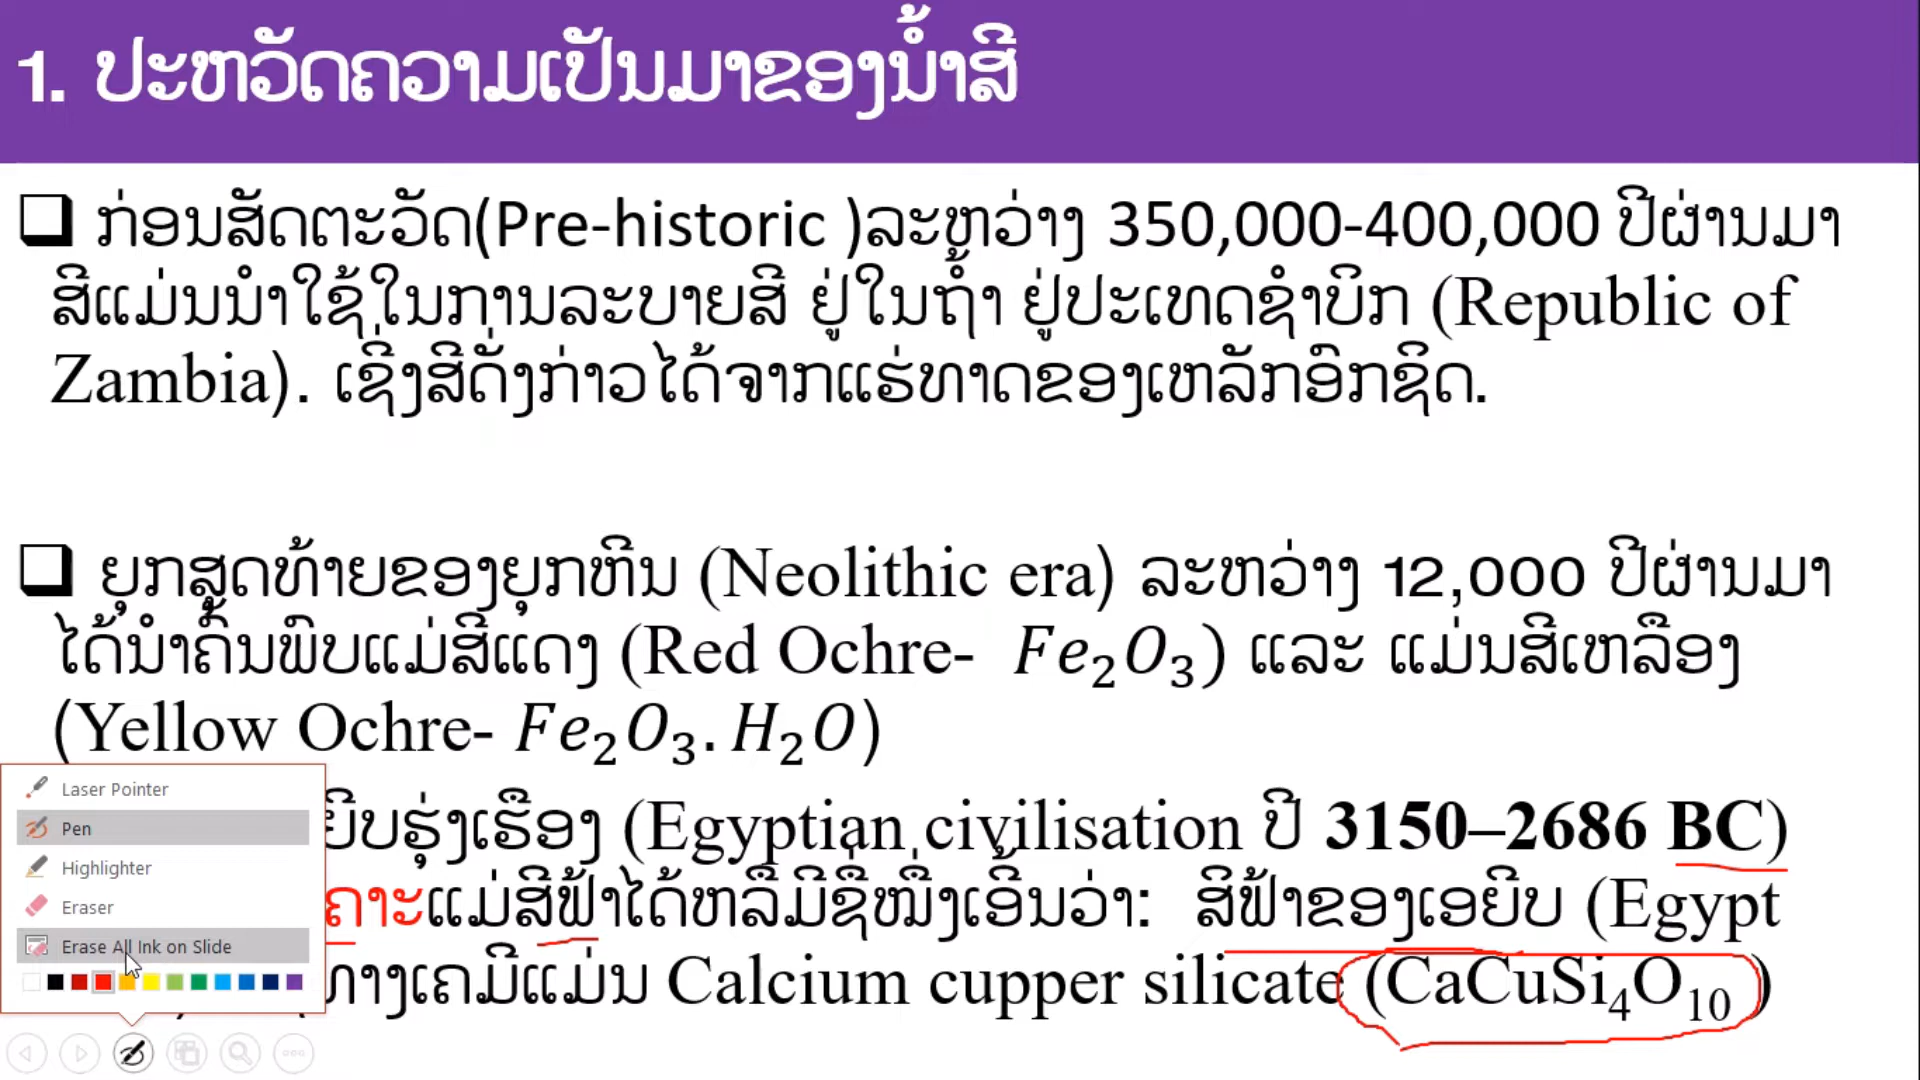 1. ປະຫວັດຄວາມເປັນມາຂອງນ້ຳສີ
ກ່ອນສັດຕະວັດ(Pre-historic )ລະຫວ່າງ 350,000-400,000 ປີຜ່ານມາ
ສີແມ່ນນຳໃຊ້ໃນການລະບາຍສີ ຢູ່ໃນຖ້ຳ ຢູ່ປະເທດຊຳບິກ (Republic of
Zambia). ເຊິ່ງສີດັ່ງກ່າວໄດ້ຈາກແຮ່ທາດຂອງເຫລັກອົກຊິດ.
ຍຸກສຸດທ້າຍຂອງຍຸກຫີນ (Neolithic era) ລະຫວ່າງ 12,000 ປີຜ່ານມາ
ໄດ້ນຳຄົ້ນພົບແມ່ສີແດງ (Red Ochre- Fe₂O₃) ແລະ ແມ່ນສີເຫລືອງ
(Yellow Ochre- Fe₂O₃.H₂O)
ຍີບຮຸ່ງເຮືອງ (Egyptian civilisation ປີ 3150–2686 BC)
ຄາະແມ່ສີຟ້າໄດ້ຫລືມີຊື່ໜຶ່ງເອີ້ນວ່າ: ສີຟ້າຂອງເອຍີບ (Egypt
ທາງເຄມີແມ່ນ Calcium cupper silicate (CaCuSi₄O₁₀ )
Laser Pointer
Pen
Highlighter
Eraser
Erase All Ink on Slide